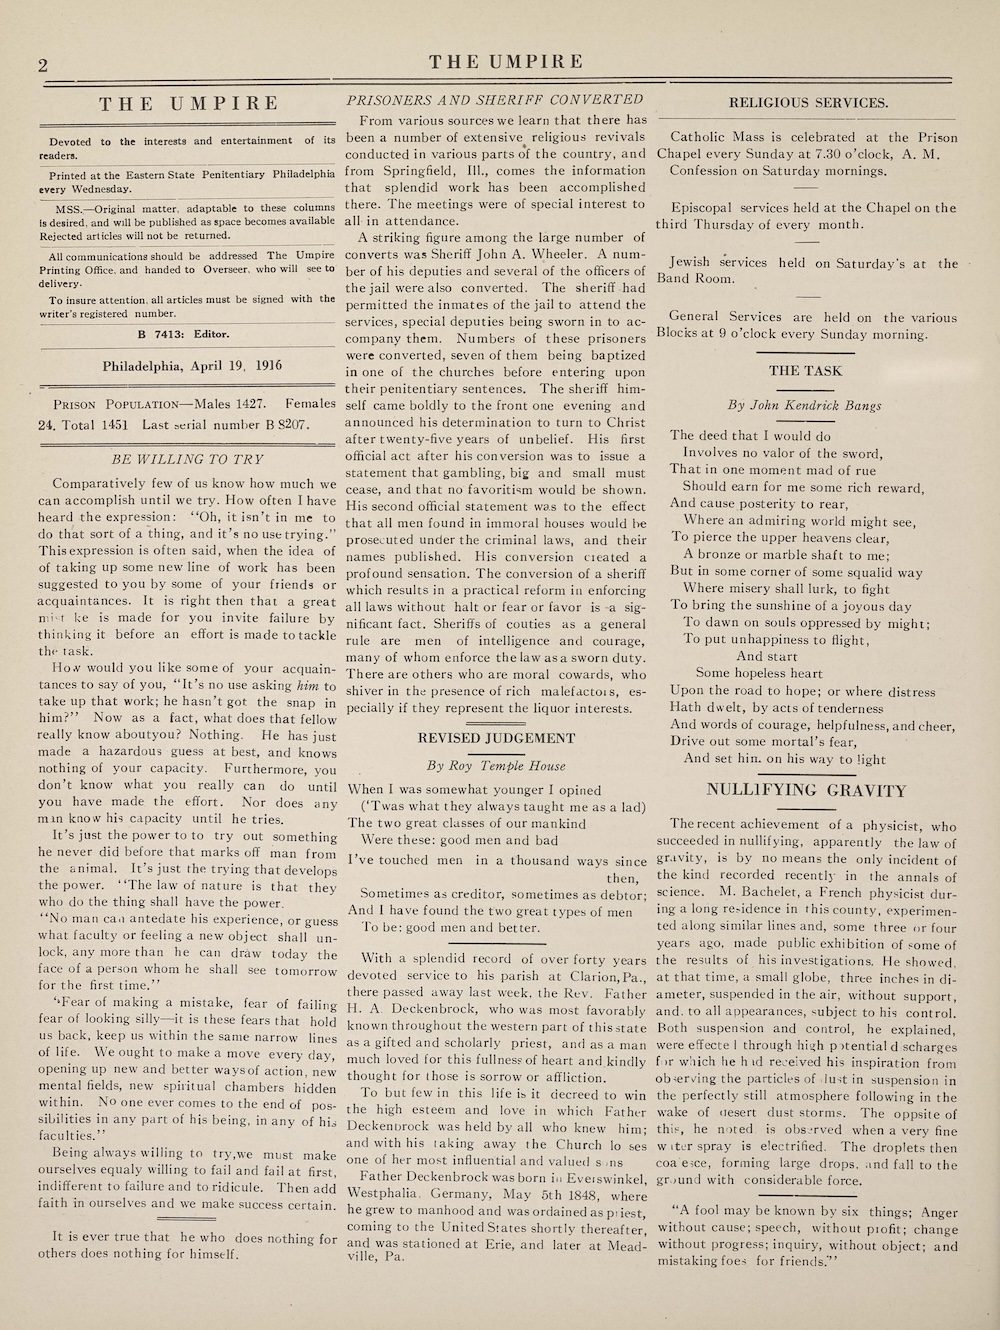 2
THE UMPIRE
THE UMPIRE
Devoted to the interests and entertainment of its
readers.
Printed at the Eastern State Penitentiary Philadelphia
every Wednesday.
MSS.—Original matter, adaptable to these columns
is desired, and will be published as space becomes available
Rejected articles will not be returned.
All communications should be addressed The Umpire
Printing Office, and handed to Overseer, who will see to
delivery.
To insure attention, all articles must be signed with the
writer's registered number.
B 7413: Editor.
Philadelphia, April 19, 1916
PRISON POPULATION—Males 1427. Females
24. Total 1451 Last serial number B 8207.
BE WILLING TO TRY
Comparatively few of us know how much we
can accomplish until we try. How often I have
heard the expression: "Oh, it isn't in me to
do that sort of a thing, and it's no use trying."
This expression is often said, when the idea of
of taking up some new line of work has been
suggested to you by some of your friends or
acquaintances. It is right then that a great
ke is made for you invite failure by
thinking it before an effort is made to tackle
the task.
How would you like some of your acquain-
tances to say of you, "It's no use asking him to
take up that work; he hasn't got the snap in
him?" Now as a fact, what does that fellow
really know aboutyou? Nothing. He has just
made a hazardous guess at best, and knows
nothing of your capacity. Furthermore, you
don't know what you really can do until
you have made the effort. Nor does any
man know his capacity until he tries.
It's just the power to to try out something
he never did before that marks off man from
the animal. It's just the trying that develops
the power. "The law of nature is that they
who do the thing shall have the power.
"No man can antedate his experience, or guess
what faculty or feeling a new object shall un-
lock, any more than he can draw today the
face of a person whom he shall see tomorrow
for the first time."
"Fear of making a mistake, fear of failing
fear of looking silly—it is these fears that hold
us back, keep us within the same narrow lines
of life. We ought to make a move every day,
opening up new and better ways of action, new
mental fields, new spiritual chambers hidden
within. No one ever comes to the end of pos-
sibilities in any part of his being, in any of his
faculties."
Being always willing to try,we must make
ourselves equaly willing to fail and fail at first,
indifferent to failure and to ridicule. Then add
faith in ourselves and we make success certain.
It is ever true that he who does nothing for
others does nothing for himself.
PRISONERS AND SHERIFF CONVERTED
From various sources we learn that there has
been a number of extensive religious revivals
conducted in various parts of the country, and
from Springfield, Ill., comes the information
that splendid work has been accomplished
there. The meetings were of special interest to
all in attendance.
A striking figure among the large number of
converts was Sheriff John A. Wheeler. A num-
ber of his deputies and several of the officers of
the jail were also converted. The sheriff had
permitted the inmates of the jail to attend the
services, special deputies being sworn in to ac-
company them. Numbers of these prisoners
were converted, seven of them being baptized
in one of the churches before entering upon
their penitentiary sentences. The sheriff him-
self came boldly to the front one evening and
announced his determination to turn to Christ
after twenty-five years of unbelief. His first
official act after his conversion was to issue a
statement that gambling, big and small must
cease, and that no favoritism would be shown.
His second official statement was to the effect
that all men found in immoral houses would be
prosecuted under the criminal laws, and their
names published. His conversion created a
profound sensation. The conversion of a sheriff
which results in a practical reform in enforcing
all laws without halt or fear or favor is a sig-
nificant fact. Sheriffs of couties as a general
rule are men of intelligence and courage,
many of whom enforce the law as a sworn duty.
There are others who are moral cowards, who
shiver in the presence of rich malefactors, es-
pecially if they represent the liquor interests.
REVISED JUDGEMENT
By Roy Temple House
When I was somewhat younger I opined
('Twas what they always taught me as a lad)
The two great classes of our mankind
Were these: good men and bad
I've touched men in a thousand ways since
then,
Sometimes as creditor, sometimes as debtor;
And I have found the two great types of men
To be: good men and better.
With a splendid record of over forty years
devoted service to his parish at Clarion, Pa.,
there passed away last week, the Rev. Father
H. A. Deckenbrock, who was most favorably
known throughout the western part of this state
as a gifted and scholarly priest, and as a man
much loved for this fullness of heart and kindly
thought for those is sorrow or affliction.
To but few in this life is it decreed to win
the high esteem and love in which Father
Deckenbrock was held by all who knew him;
and with his taking away the Church lo ses
one of her most influential and valued sons
Father Deckenbrock was born in Everswinkel,
Westphalia, Germany, May 5th 1848, where
he grew to manhood and was ordained as priest,
coming to the United States shortly thereafter,
and was stationed at Erie, and later at Mead-
ville, Pa.
RELIGIOUS SERVICES.
Catholic Mass is celebrated at the Prison
Chapel every Sunday at 7.30 o'clock, A. M.
Confession on Saturday mornings.
Episcopal services held at the Chapel on the
third Thursday of every month.
Jewish services held on Saturday's at the
Band Room.
General Services are held on the various
Blocks at 9 o'clock every Sunday morning.
THE TASK
By John Kendrick Bangs
The deed that I would do
Involves no valor of the sword,
That in one moment mad of rue
Should earn for me some rich reward,
And cause posterity to rear,
Where an admiring world might see,
To pierce the upper heavens clear,
A bronze or marble shaft to me;
But in some corner of some squalid way
Where misery shall lurk, to fight
To bring the sunshine of a joyous day
To dawn on souls oppressed by might;
To put unhappiness to flight,
And start
Some hopeless heart
Upon the road to hope; or where distress
Hath dwelt, by acts of tenderness
And words of courage, helpfulness, and cheer,
Drive out some mortal's fear,
And set him on his way to light
NULLIFYING GRAVITY
The recent achievement of a physicist, who
succeeded in nullifying, apparently the law of
gravity, is by no means the only incident of
the kind recorded recently in the annals of
science. M. Bachelet, a French physicist dur-
ing a long residence in this county, experimen-
ted along similar lines and, some three or four
years ago, made public exhibition of some of
the results of his investigations. He showed,
at that time, a small globe, three inches in di-
ameter, suspended in the air, without support,
and, to all appearances, subject to his control.
Both suspension and control, he explained,
were effected through high potential discharges
for which he had received his inspiration from
observing the particles of dust in suspension in
the perfectly still atmosphere following in the
wake of desert dust storms. The oppsite of
this, he noted is observed when a very fine
water spray is electrified. The droplets then
coalesce, forming large drops, and fall to the
ground with considerable force.
"A fool may be known by six things; Anger
without cause; speech, without profit; change
without progress; inquiry, without object; and
mistaking foes for friends."